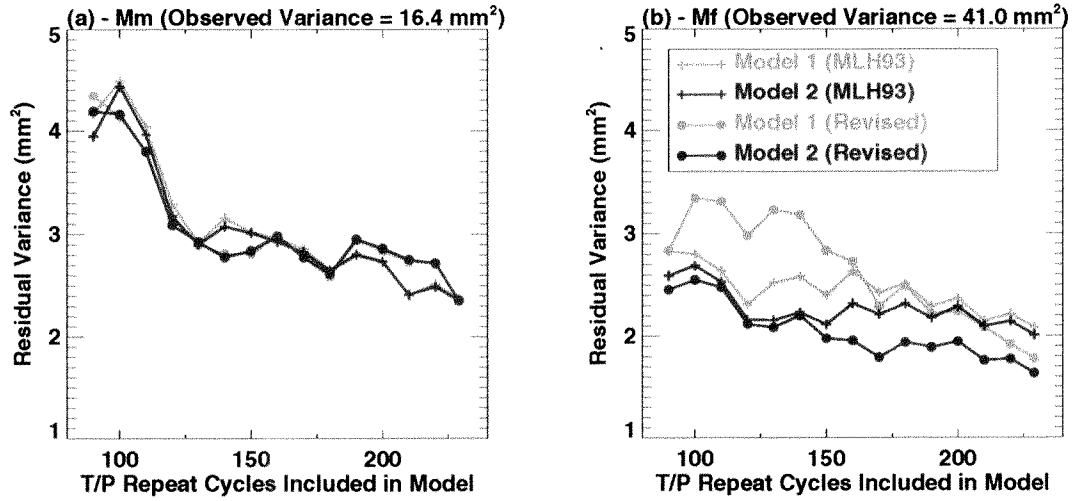 (a) - Mm (Observed Variance = 16.4 mm²)
5
4
3
2
1
Residual Variance (mm²)
100 150 200
T/P Repeat Cycles Included in Model
(b) - Mf (Observed Variance = 41.0 mm²)
Model 1 (MLH93)
Model 2 (MLH93)
Model 1 (Revised)
Model 2 (Revised)
5
4
3
2
1
Residual Variance (mm²)
100 150 200
T/P Repeat Cycles Included in Model